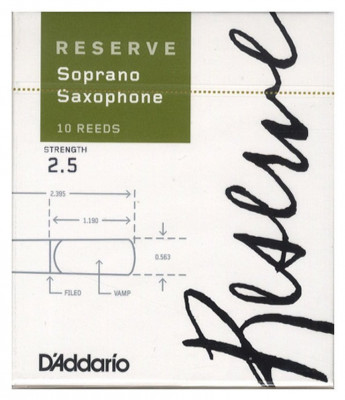 RESERVE
Soprano
Saxophone
10 REEDS
STRENGTH
2.5
2.395
1.190
0.563
FILED
VAMP
D'Addario
Reserve